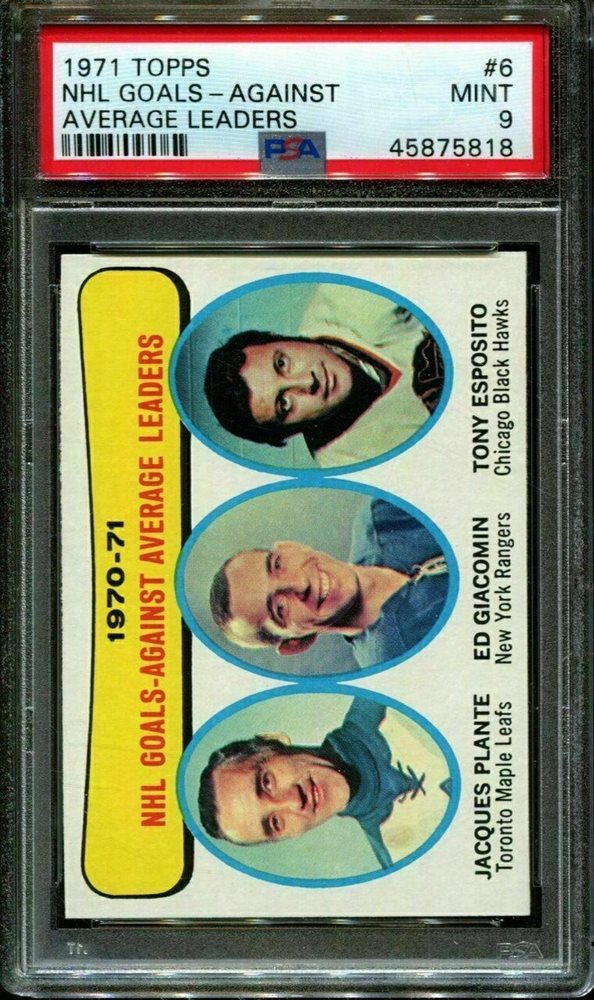 1971 TOPPS #6
NHL GOALS – AGAINST MINT
AVERAGE LEADERS 9
PSA 45875818
1970-71
NHL GOALS-AGAINST AVERAGE LEADERS
JACQUES PLANTE
Toronto Maple Leafs
ED GIACOMIN
New York Rangers
TONY ESPOSITO
Chicago Black Hawks
PSA